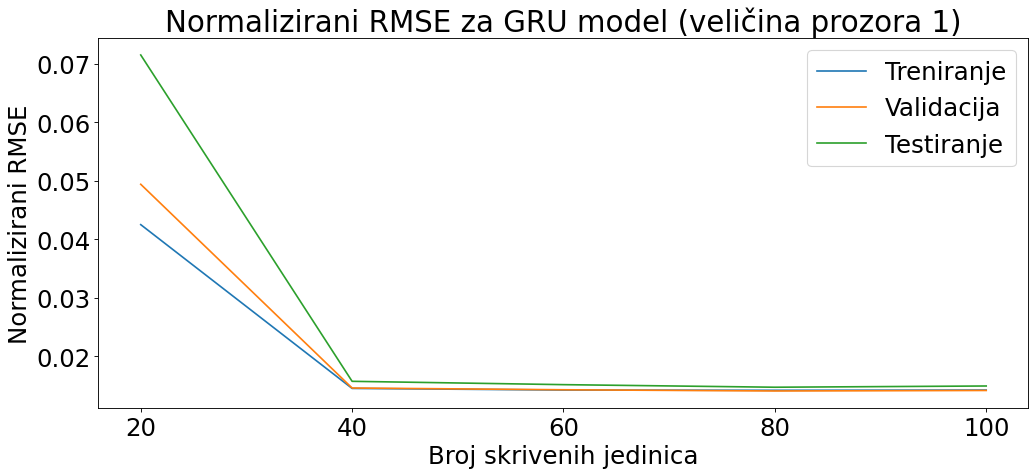 Normalizirani RMSE za GRU model (veličina prozora 1)
Normalizirani RMSE
0.07
0.06
0.05
0.04
0.03
0.02
Treniranje
Validacija
Testiranje
20 40 60 80 100
Broj skrivenih jedinica